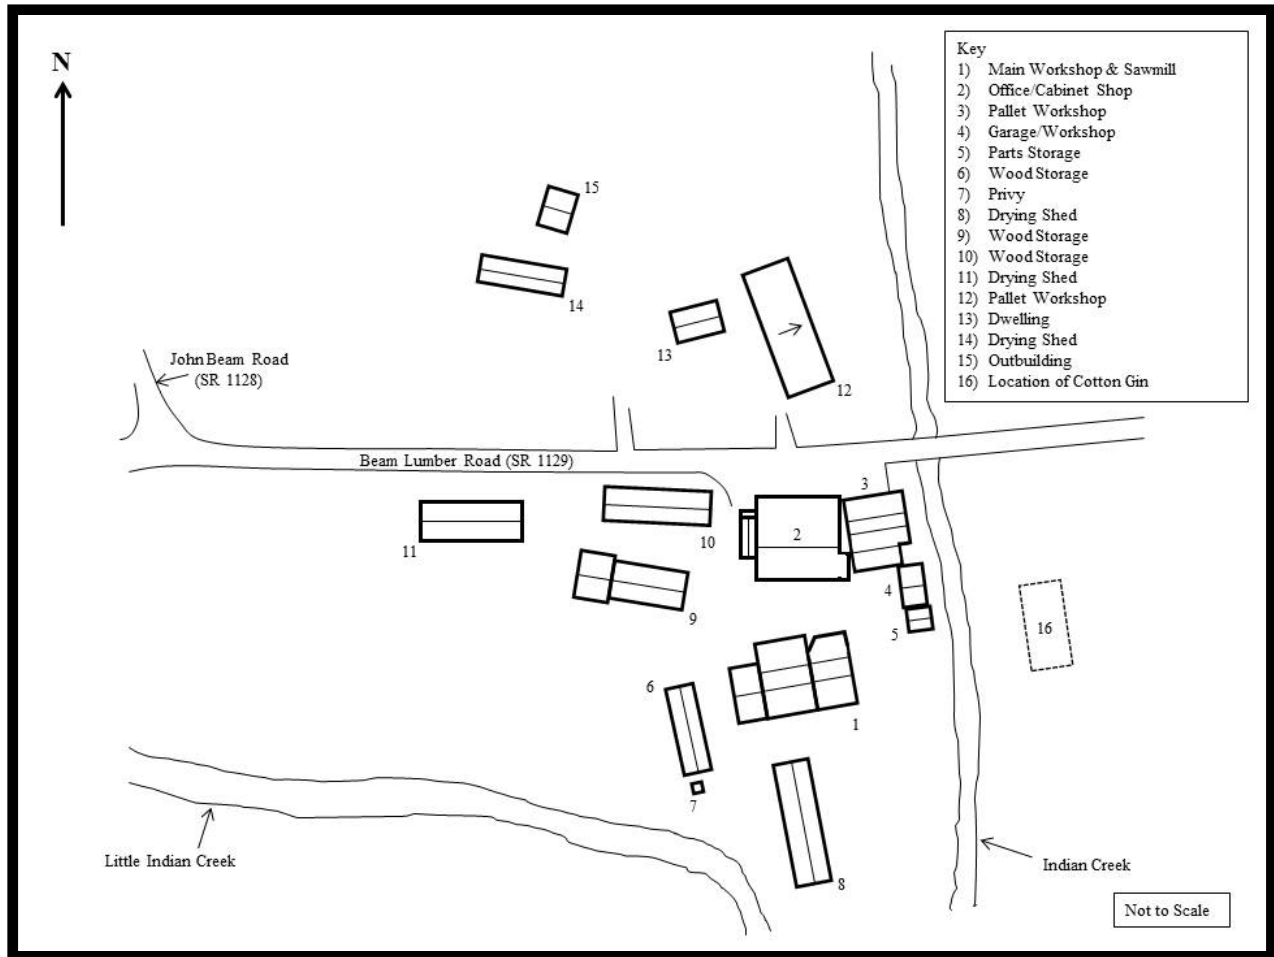 N
Key
1) Main Workshop & Sawmill
2) Office/Cabinet Shop
3) Pallet Workshop
4) Garage/Workshop
5) Parts Storage
6) Wood Storage
7) Privy
8) Drying Shed
9) Wood Storage
10) Wood Storage
11) Drying Shed
12) Pallet Workshop
13) Dwelling
14) Drying Shed
15) Outbuilding
16) Location of Cotton Gin
15
14
13
12
John Beam Road
(SR 1128)
Beam Lumber Road (SR 1129)
3
2
10
11
4
9
5
16
6
1
7
8
Little Indian Creek
Indian Creek
Not to Scale